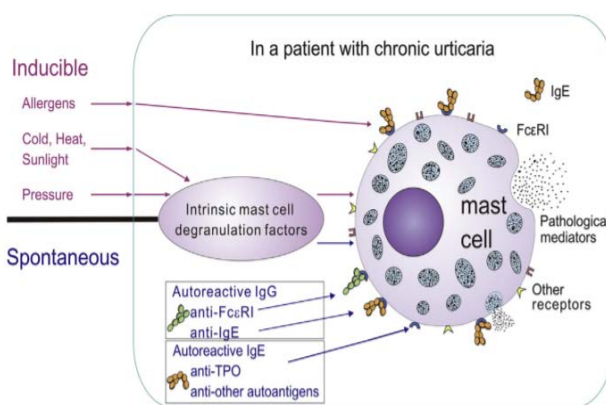 In a patient with chronic urticaria
Inducible
Allergens
Cold, Heat,
Sunlight
Pressure
Intrinsic mast cell
degranulation factors
Spontaneous
Autoreactive IgG
anti-FcεRI
anti-IgE
Autoreactive IgE
anti-TPO
anti-other autoantigens
mast
cell
IgE
FcεRI
Pathological
mediators
Other
receptors